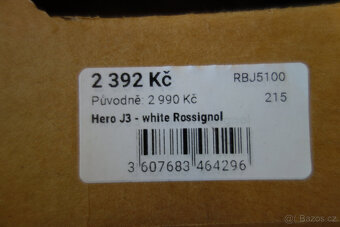 2 392 Kč RBJ5100
Původně: 2 990 Kč 215
Hero J3 - white Rossignol
3 607683 464296
Bazos.cz